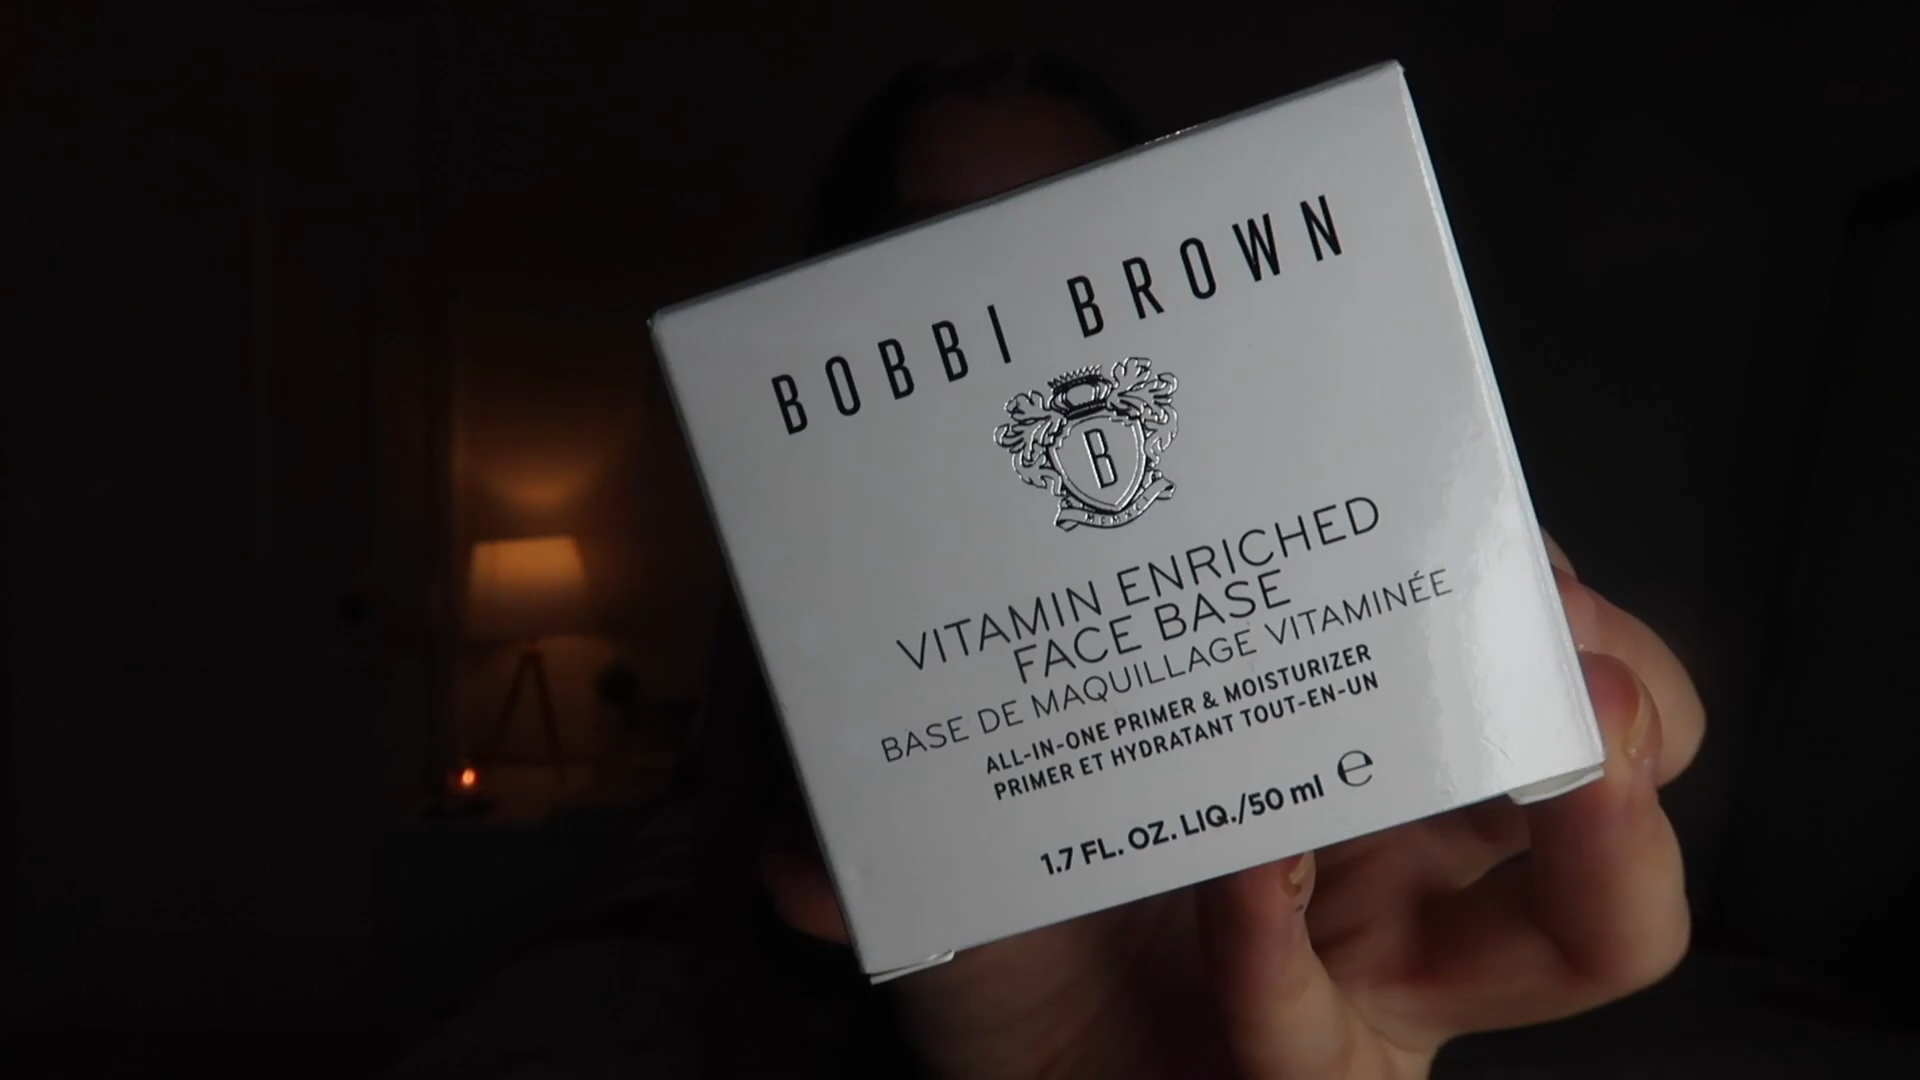 BOBBI BROWN
B
MCMXCI
VITAMIN ENRICHED
FACE BASE
BASE DE MAQUILLAGE VITAMINÉE
ALL-IN-ONE PRIMER & MOISTURIZER
PRIMER ET HYDRATANT TOUT-EN-UN
1.7 FL. OZ. LIQ./50 ml ℮